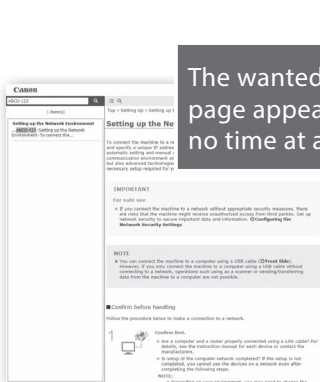 Canon
ABCD-123
1 item(s)
Setting up the Network Environment
ABCD-123 - Setting up the Network
Environment - To connect the...
Top > Setting Up > Setting up t
Setting up the Ne
The wanted
page appea
no time at a
To connect the machine to a n
and specify a unique IP address
automatic setting and manual s
communication environment an
but also advanced technologies
necessary setup required for yo
IMPORTANT
For safe use
If you connect the machine to a network without appropriate security measures, there
are risks that the machine might receive unauthorized access from third parties. Set up
network security to secure important data and information. Configuring the
Network Security Settings
NOTE
You can connect the machine to a computer using a USB cable (Front Side).
However, if you only connect the machine to a computer using a USB cable without
connecting to a network, operations such as using as a scanner or sending/transferring
data from the machine to a computer are not possible.
■Confirm before handling
Follow the procedure below to make a connection to a network.
1
Confirm first.
Are a computer and a router properly connected using a LAN cable? For
details, see the instruction manual for each device or contact the
manufacturers.
Is setup of the computer network completed? If the setup is not
completed, you cannot use the devices on a network even after
completing the following steps.
NOTE: